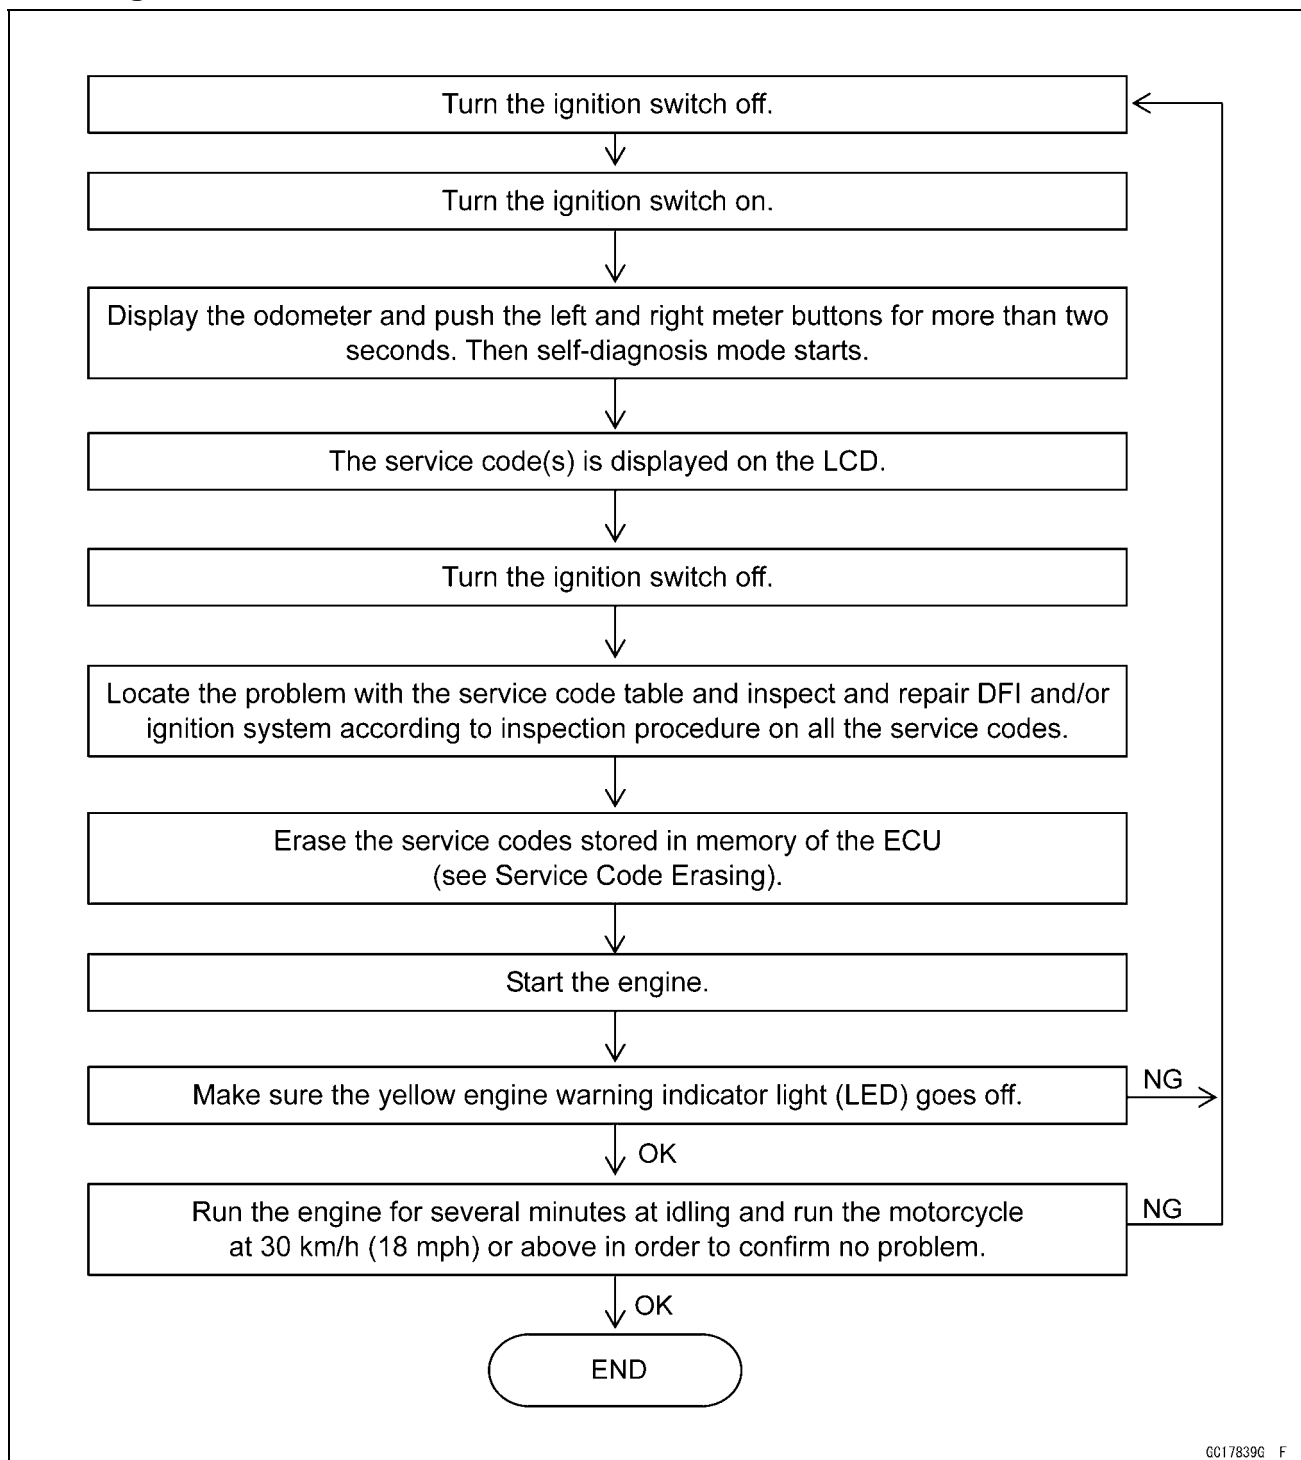 Turn the ignition switch off.
Turn the ignition switch on.
Display the odometer and push the left and right meter buttons for more than two
seconds. Then self-diagnosis mode starts.
The service code(s) is displayed on the LCD.
Turn the ignition switch off.
Locate the problem with the service code table and inspect and repair DFI and/or
ignition system according to inspection procedure on all the service codes.
Erase the service codes stored in memory of the ECU
(see Service Code Erasing).
Start the engine.
Make sure the yellow engine warning indicator light (LED) goes off.
NG
OK
Run the engine for several minutes at idling and run the motorcycle
at 30 km/h (18 mph) or above in order to confirm no problem.
NG
OK
END
GC17839G F